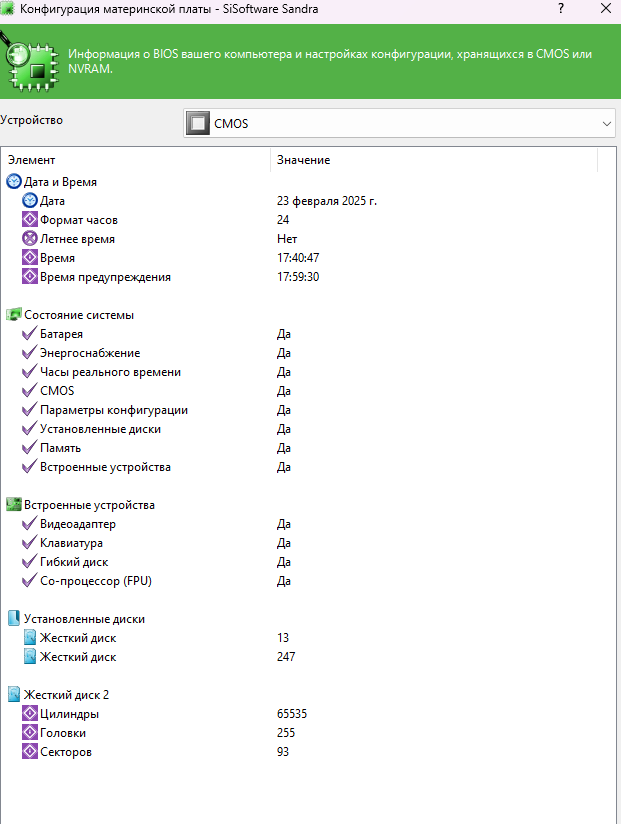 Конфигурация материнской платы - SiSoftware Sandra ?
Информация о BIOS вашего компьютера и настройках конфигурации, хранящихся в CMOS или
NVRAM.
Устройство CMOS
Элемент Значение
Дата и Время
Дата 23 февраля 2025 г.
Формат часов 24
Летнее время Нет
Время 17:40:47
Время предупреждения 17:59:30
Состояние системы
Батарея Да
Энергоснабжение Да
Часы реального времени Да
CMOS Да
Параметры конфигурации Да
Установленные диски Да
Память Да
Встроенные устройства Да
Встроенные устройства
Видеоадаптер Да
Клавиатура Да
Гибкий диск Да
Со-процессор (FPU) Да
Установленные диски
Жесткий диск 13
Жесткий диск 247
Жесткий диск 2
Цилиндры 65535
Головки 255
Секторов 93